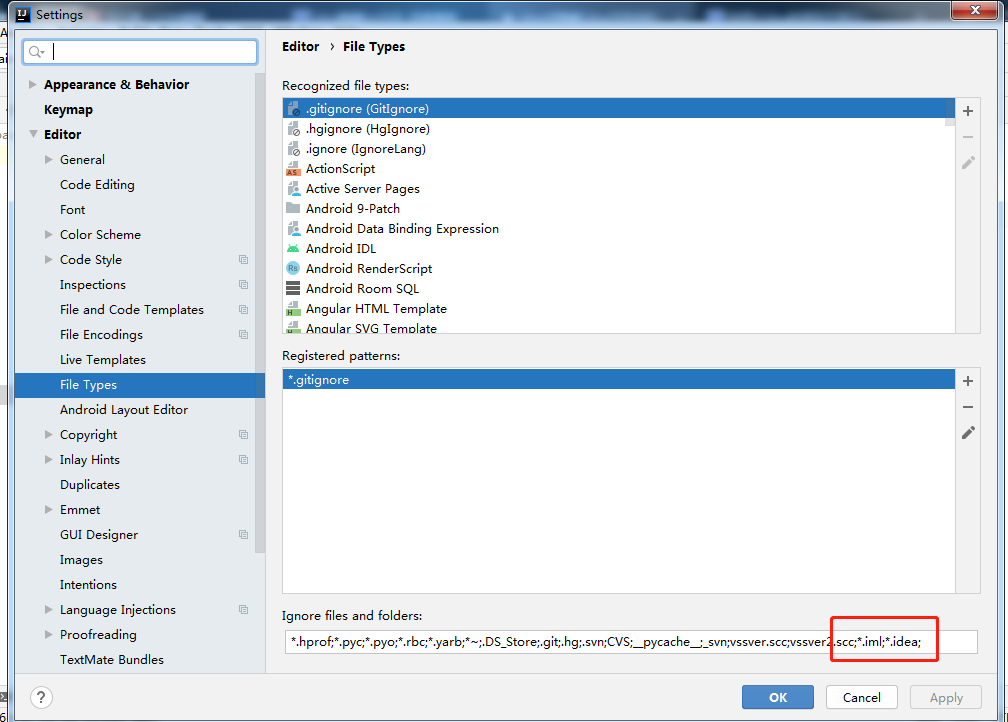 Settings
Appearance & Behavior
Keymap
Editor
General
Code Editing
Font
Color Scheme
Code Style
Inspections
File and Code Templates
File Encodings
Live Templates
File Types
Android Layout Editor
Copyright
Inlay Hints
Duplicates
Emmet
GUI Designer
Images
Intentions
Language Injections
Proofreading
TextMate Bundles
Editor › File Types
Recognized file types:
.gitignore (GitIgnore)
.hgignore (HgIgnore)
.ignore (IgnoreLang)
ActionScript
Active Server Pages
Android 9-Patch
Android Data Binding Expression
Android IDL
Android RenderScript
Android Room SQL
Angular HTML Template
Angular SVG Template
Registered patterns:
*.gitignore
Ignore files and folders:
*.hprof;*.pyc;*.pyo;*.rbc;*.yarb;*~;.DS_Store;.git;.hg;.svn;CVS;__pycache__;_svn;vssver.scc;vssver2.scc;*.iml;*.idea;
?
OK
Cancel
Apply